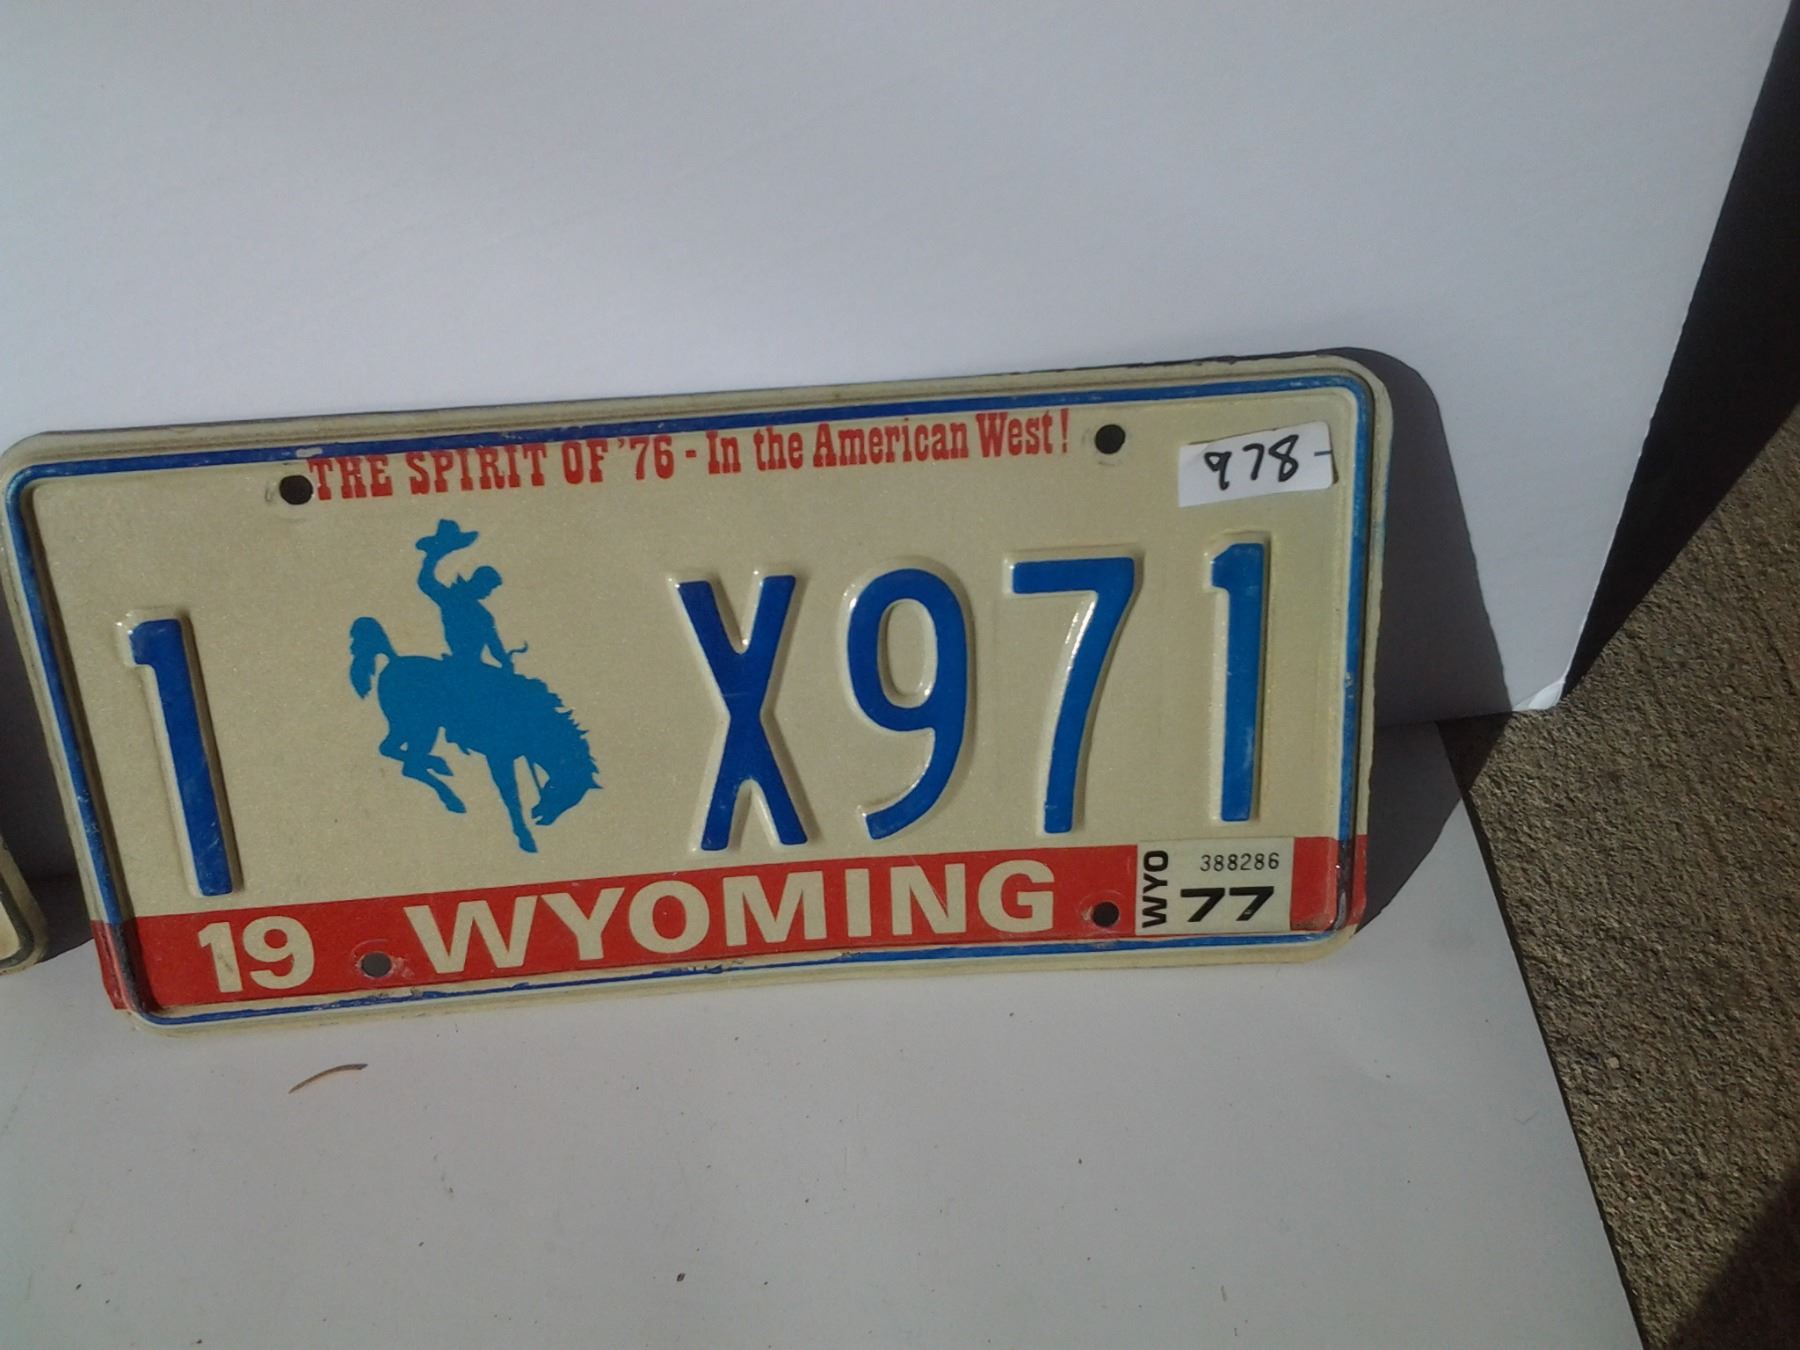 THE SPIRIT OF '76 - In the American West!
978-
1 X971
19 WYOMING
WYO 388286
77